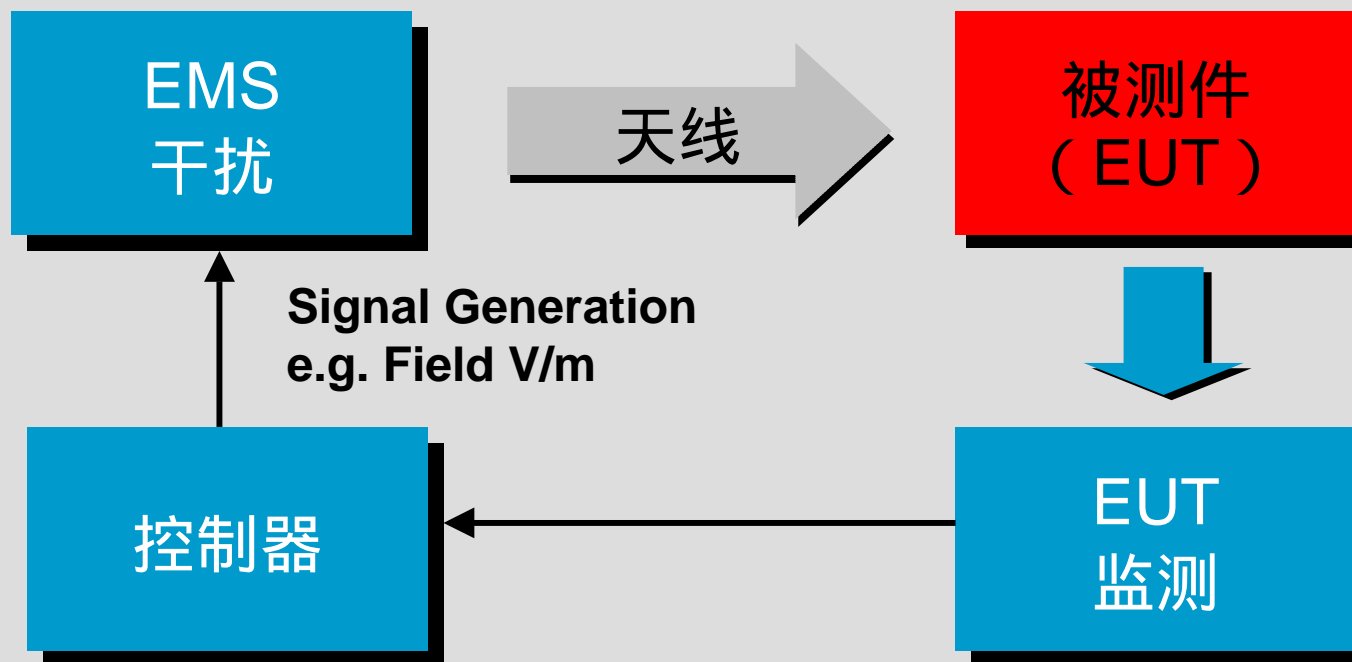 EMS
干扰
天线
被测件
（EUT）
Signal Generation
e.g. Field V/m
控制器
EUT
监测